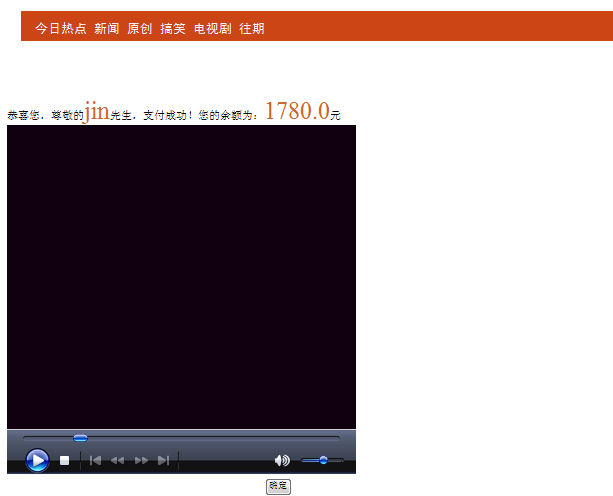 今日热点 新闻 原创 搞笑 电视剧 往期
恭喜您，尊敬的jin先生，支付成功！您的余额为：1780.0元
确定